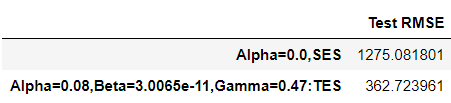 Test RMSE
Alpha=0.0,SES 1275.081801
Alpha=0.08,Beta=3.0065e-11,Gamma=0.47:TES 362.723961